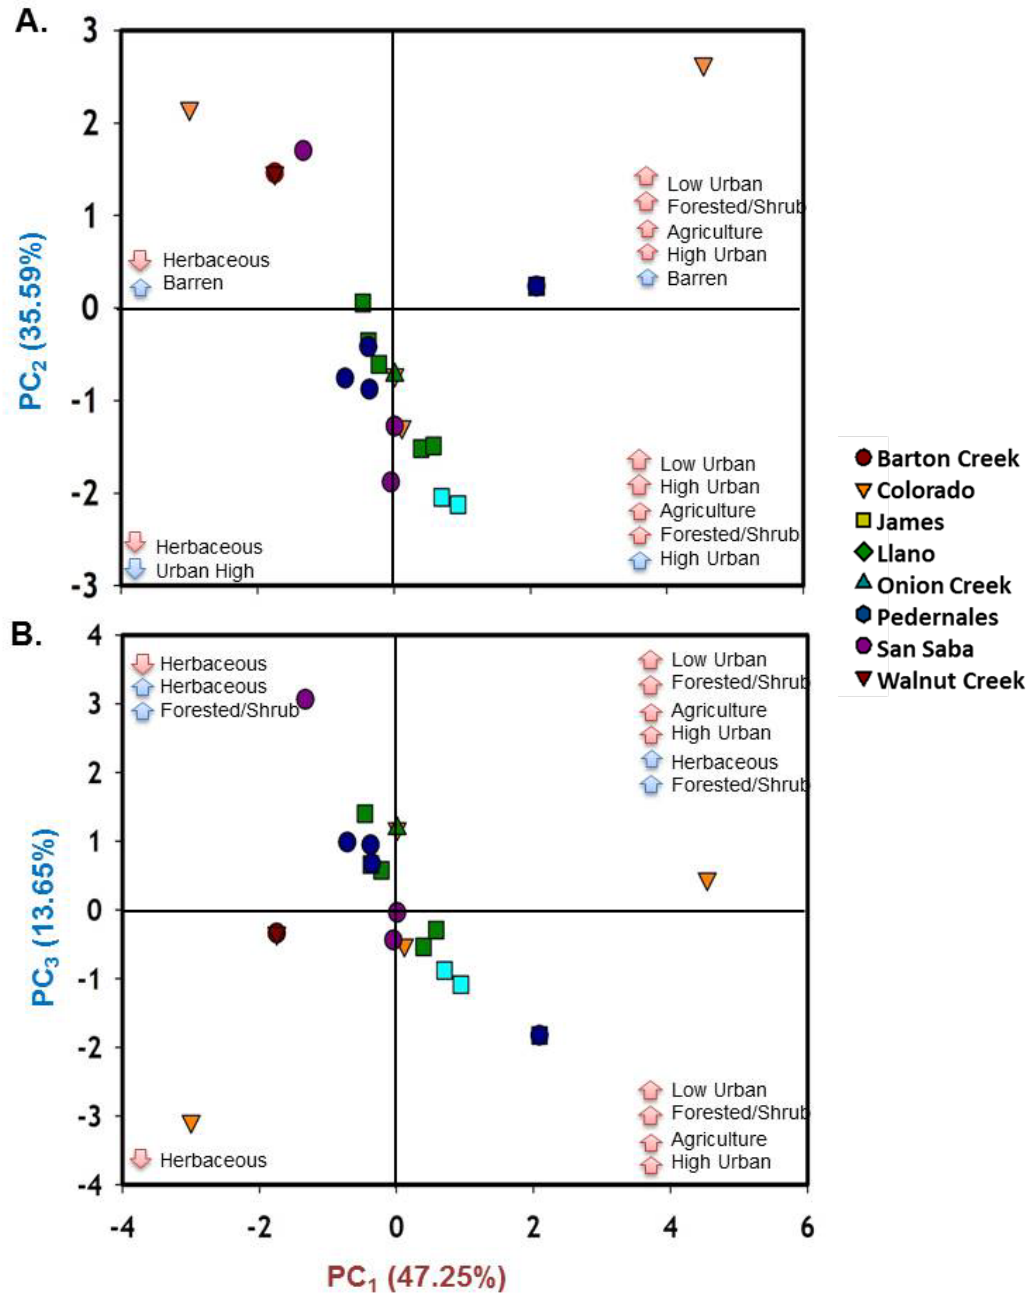 A.
3
2
1
0
-1
-2
-3
PC2 (35.59%)
Low Urban
Forested/Shrub
Agriculture
High Urban
Barren
Herbaceous
Barren
Low Urban
High Urban
Agriculture
Forested/Shrub
High Urban
Herbaceous
Urban High
Barton Creek
Colorado
James
Llano
Onion Creek
Pedernales
San Saba
Walnut Creek
B.
4
3
2
1
0
-1
-2
-3
-4
PC3 (13.65%)
Herbaceous
Herbaceous
Forested/Shrub
Low Urban
Forested/Shrub
Agriculture
High Urban
Herbaceous
Forested/Shrub
Low Urban
Forested/Shrub
Agriculture
High Urban
Herbaceous
-4 -2 0 2 4 6
PC1 (47.25%)